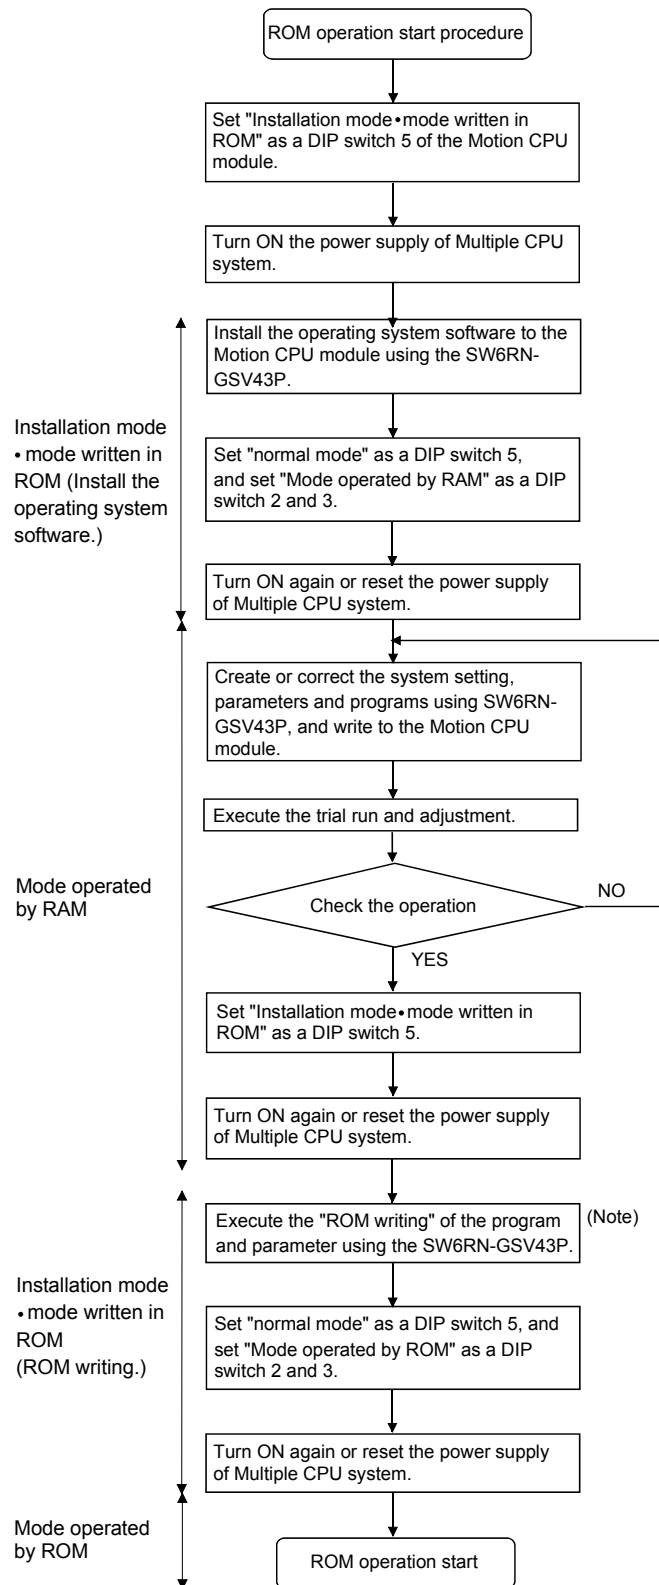 ROM operation start procedure
Set "Installation mode•mode written in
ROM" as a DIP switch 5 of the Motion CPU
module.
Turn ON the power supply of Multiple CPU
system.
Install the operating system software to the
Motion CPU module using the SW6RN-
GSV43P.
Installation mode
• mode written in
ROM (Install the
operating system
software.)
Set "normal mode" as a DIP switch 5,
and set "Mode operated by RAM" as a DIP
switch 2 and 3.
Turn ON again or reset the power supply
of Multiple CPU system.
Create or correct the system setting,
parameters and programs using SW6RN-
GSV43P, and write to the Motion CPU
module.
Execute the trial run and adjustment.
Mode operated
by RAM
Check the operation
NO
YES
Set "Installation mode•mode written in
ROM" as a DIP switch 5.
Turn ON again or reset the power supply
of Multiple CPU system.
Execute the "ROM writing" of the program
and parameter using the SW6RN-GSV43P.
(Note)
Installation mode
• mode written in
ROM
(ROM writing.)
Set "normal mode" as a DIP switch 5, and
set "Mode operated by ROM" as a DIP
switch 2 and 3.
Turn ON again or reset the power supply
of Multiple CPU system.
Mode operated
by ROM
ROM operation start